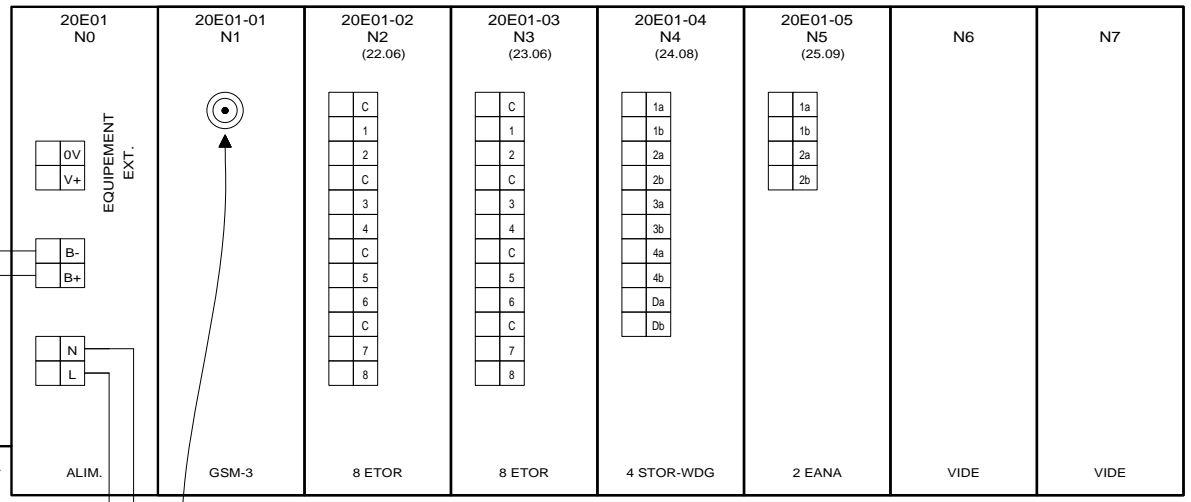 20E01
N0
0V
V+
EQUIPEMENT
EXT.
B-
B+
N
L
ALIM.
20E01-01
N1
GSM-3
20E01-02
N2
(22.06)
C
1
2
C
3
4
C
5
6
C
7
8
8 ETOR
20E01-03
N3
(23.06)
C
1
2
C
3
4
C
5
6
C
7
8
8 ETOR
20E01-04
N4
(24.08)
1a
1b
2a
2b
3a
3b
4a
4b
Da
Db
4 STOR-WDG
20E01-05
N5
(25.09)
1a
1b
2a
2b
2 EANA
N6
VIDE
N7
VIDE